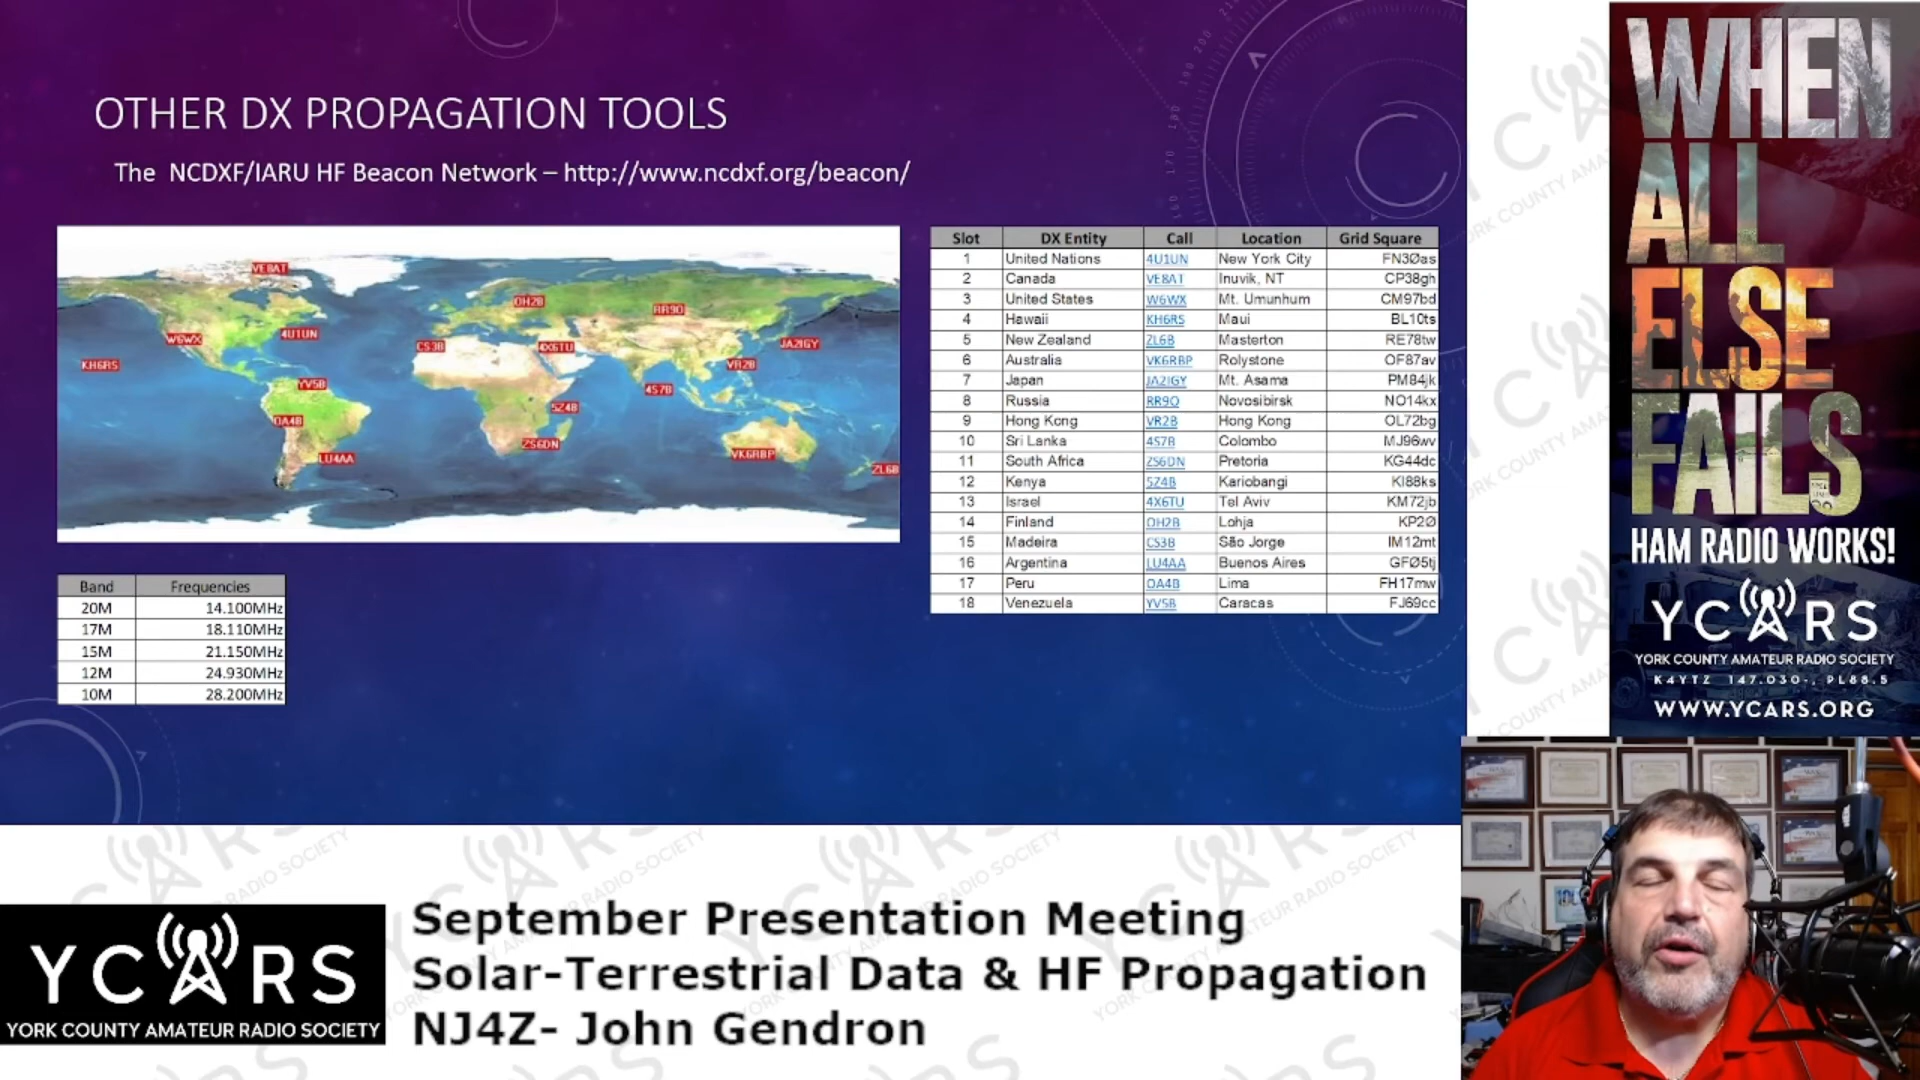 OTHER DX PROPAGATION TOOLS
The NCDXF/IARU HF Beacon Network – http://www.ncdxf.org/beacon/
VE8AT
OH2B
RR9O
W6WX
4U1UN
CS3B
4X6TU
JA2IGY
KH6RS
VR2B
YV5B
4S7B
5Z4B
OA4B
ZS6DN
LU4AA
VK6RBP
ZL6B
Slot DX Entity Call Location Grid Square
1 United Nations 4U1UN New York City FN3Øas
2 Canada VE8AT Inuvik, NT CP38gh
3 United States W6WX Mt. Umunhum CM97bd
4 Hawaii KH6RS Maui BL10ts
5 New Zealand ZL6B Masterton RE78tw
6 Australia VK6RBP Rolystone OF87av
7 Japan JA2IGY Mt. Asama PM84jk
8 Russia RR9O Novosibirsk NO14kx
9 Hong Kong VR2B Hong Kong OL72bg
10 Sri Lanka 4S7B Colombo MJ96wv
11 South Africa ZS6DN Pretoria KG44dc
12 Kenya 5Z4B Kariobangi KI88ks
13 Israel 4X6TU Tel Aviv KM72jb
14 Finland OH2B Lohja KP2Ø
15 Madeira CS3B São Jorge IM12mt
16 Argentina LU4AA Buenos Aires GFØ5tj
17 Peru OA4B Lima FH17mw
18 Venezuela YV5B Caracas FJ69cc
Band Frequencies
20M 14.100MHz
17M 18.110MHz
15M 21.150MHz
12M 24.930MHz
10M 28.200MHz
WHEN
ALL
ELSE
FAILS
HAM RADIO WORKS!
YCARS
YORK COUNTY AMATEUR RADIO SOCIETY
K4YTZ 147.030-, PL88.5
WWW.YCARS.ORG
YCARS
YORK COUNTY AMATEUR RADIO SOCIETY
September Presentation Meeting
Solar-Terrestrial Data & HF Propagation
NJ4Z- John Gendron